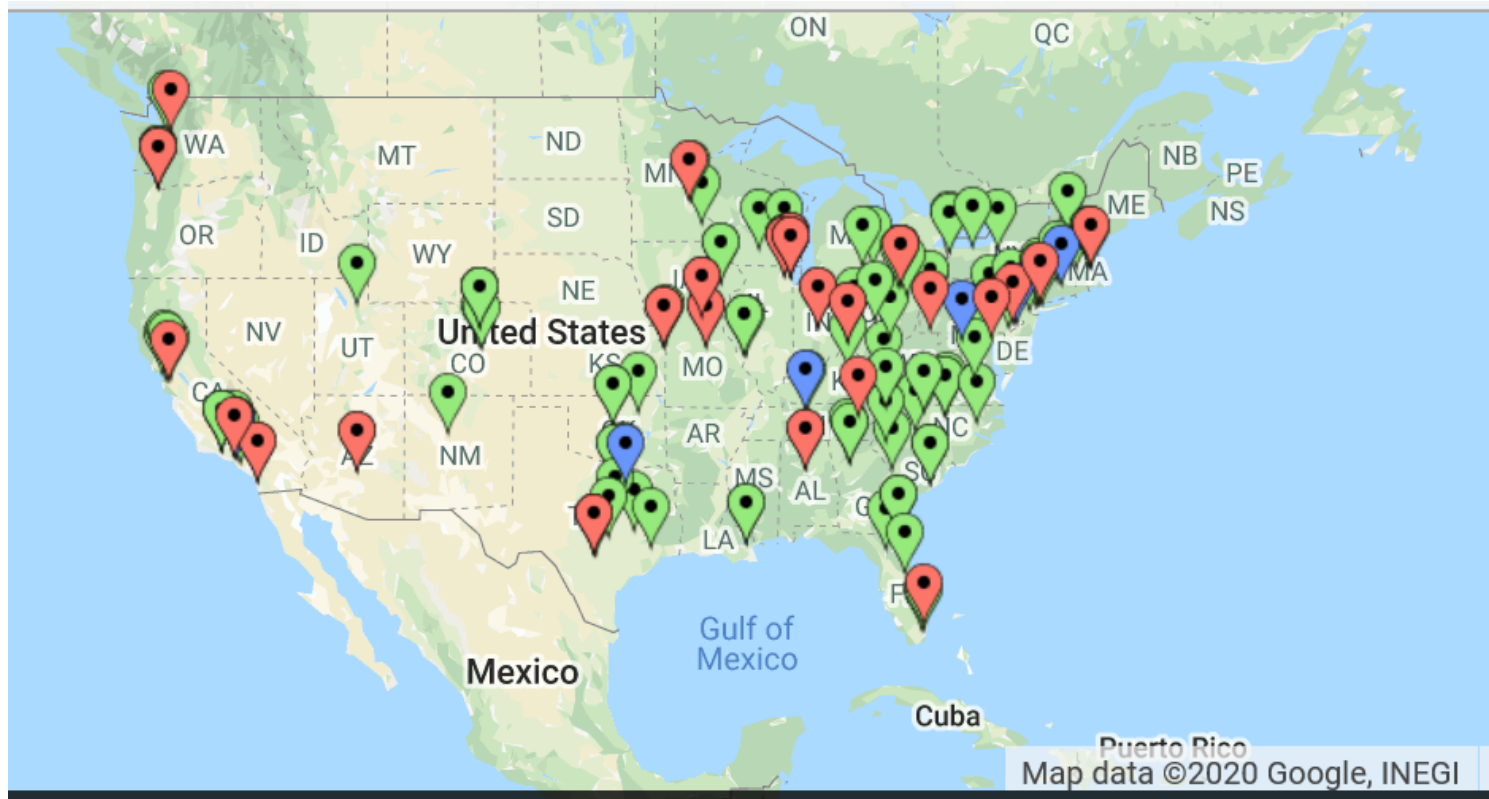 ON
QC
WA
MT
ND
NB
PE
OR
ID
SD
ME
NS
WY
MA
NE
NV
UT
United States
CO
KS
MO
DE
CA
AZ
NM
AR
NC
MS
AL
SC
LA
Gulf of
Mexico
Mexico
Cuba
Puerto Rico
Map data ©2020 Google, INEGI